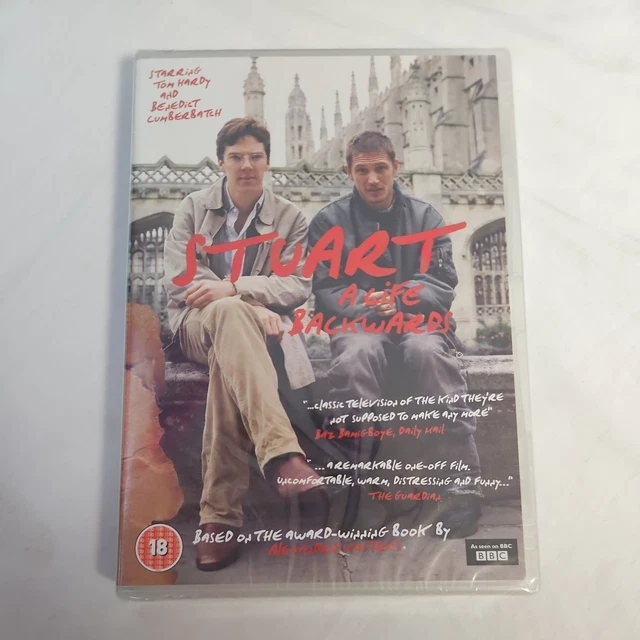 STARRING
TOM HARDY
AND
BENEDICT
CUMBERBATCH
STUART
A LIFE
BACKWARDS
"...CLASSIC TELEVISION OF THE KIND THEY'RE
NOT SUPPOSED TO MAKE ANY MORE"
BAZ BAMIGBOYE, DAILY MAIL
"... A REMARKABLE ONE-OFF FILM.
UNCOMFORTABLE, WARM, DISTRESSING AND FUNNY..."
THE GUARDIAN
BASED ON THE AWARD-WINNING BOOK BY
ALEXANDER MASTERS.
18
As seen on BBC
BBC